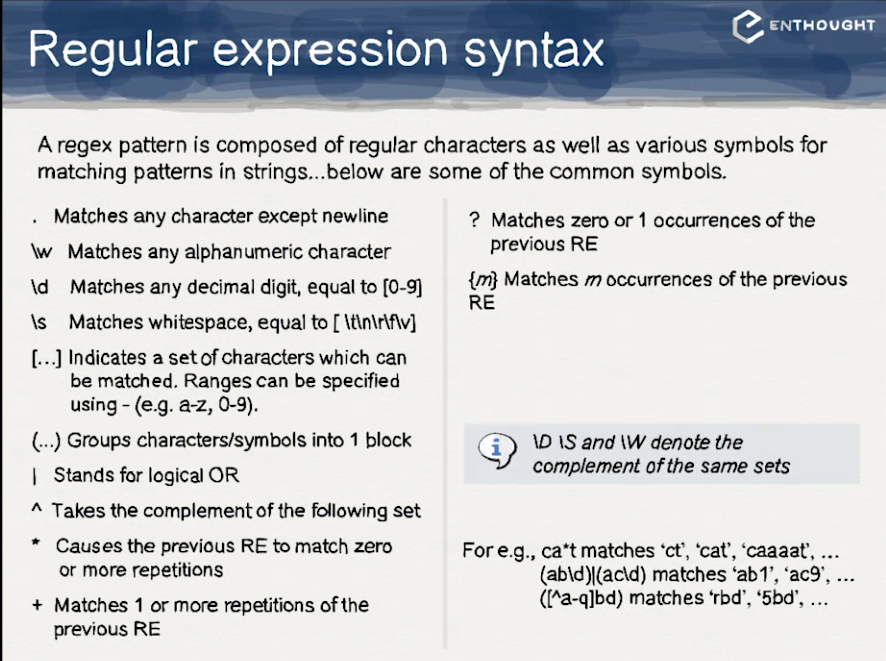 Regular expression syntax
ENTHOUGHT
A regex pattern is composed of regular characters as well as various symbols for
matching patterns in strings...below are some of the common symbols.
. Matches any character except newline
\w Matches any alphanumeric character
\d Matches any decimal digit, equal to [0-9]
\s Matches whitespace, equal to [ \t\n\r\f\v]
[...] Indicates a set of characters which can
be matched. Ranges can be specified
using - (e.g. a-z, 0-9).
(...) Groups characters/symbols into 1 block
| Stands for logical OR
^ Takes the complement of the following set
* Causes the previous RE to match zero
or more repetitions
+ Matches 1 or more repetitions of the
previous RE
? Matches zero or 1 occurrences of the
previous RE
{m} Matches m occurrences of the previous
RE
i
\D \S and \W denote the
complement of the same sets
For e.g., ca*t matches ‘ct’, ‘cat’, ‘caaaat’, ...
(ab\d)|(ac\d) matches ‘ab1’, ‘ac9’, ...
([^a-q]bd) matches ‘rbd’, ‘5bd’, ...